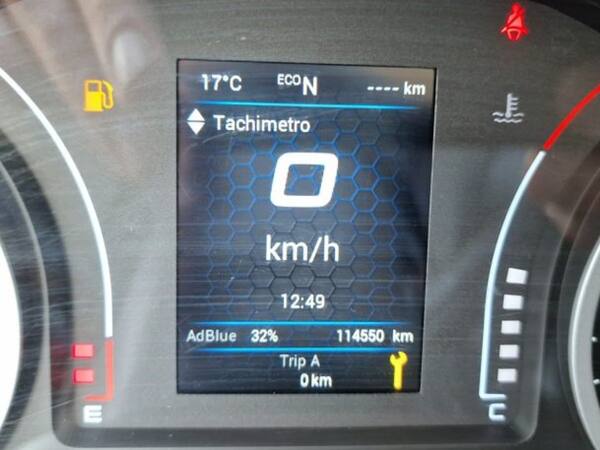 17°C ECO N ---- km
Tachimetro
0
km/h
12:49
AdBlue 32% 114550 km
Trip A
0 km
E C